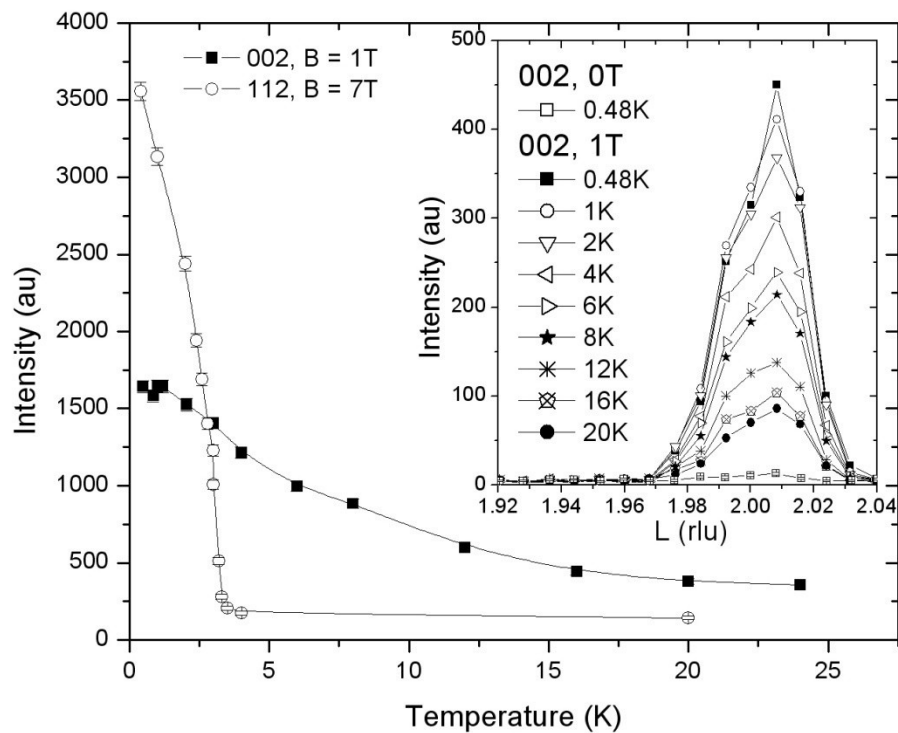 4000
3500
3000
2500
2000
1500
1000
500
0
Intensity (au)
0 5 10 15 20 25
Temperature (K)
002, B = 1T
112, B = 7T
500
400
300
200
100
0
Intensity (au)
1.92 1.94 1.96 1.98 2.00 2.02 2.04
L (rlu)
002, 0T
0.48K
002, 1T
0.48K
1K
2K
4K
6K
8K
12K
16K
20K